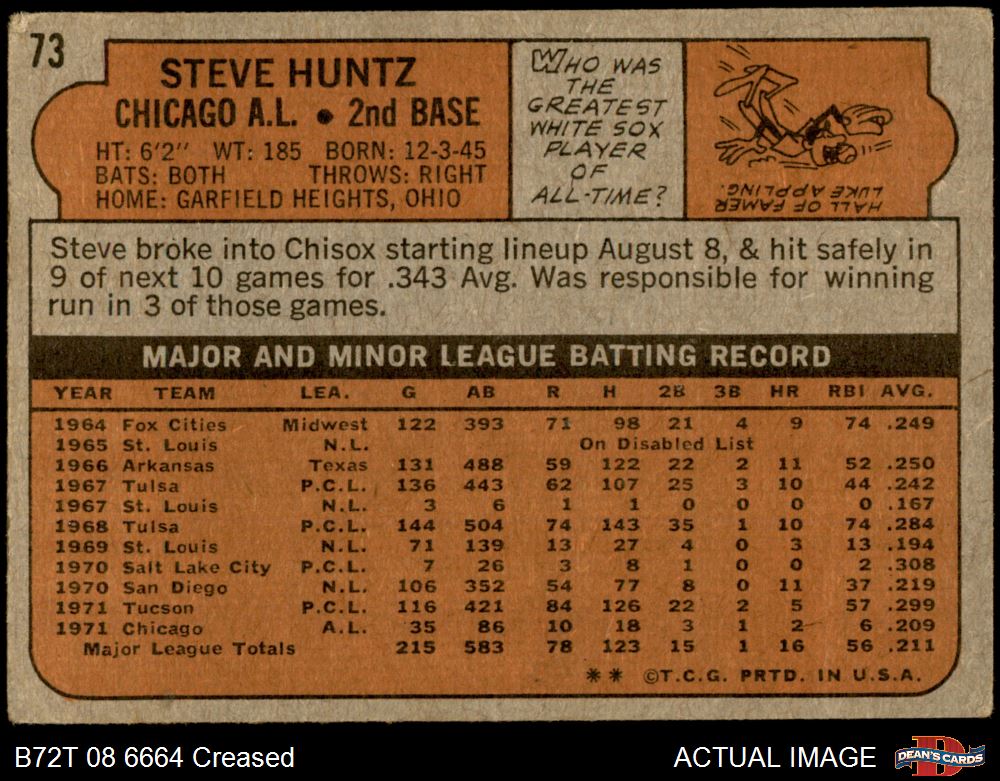 73
STEVE HUNTZ
CHICAGO A.L. • 2nd BASE
HT: 6'2" WT: 185 BORN: 12-3-45
BATS: BOTH THROWS: RIGHT
HOME: GARFIELD HEIGHTS, OHIO
WHO WAS
THE
GREATEST
WHITE SOX
PLAYER
OF
ALL-TIME?
HALL OF FAMER
LUKE APPLING.
Steve broke into Chisox starting lineup August 8, & hit safely in
9 of next 10 games for .343 Avg. Was responsible for winning
run in 3 of those games.
MAJOR AND MINOR LEAGUE BATTING RECORD
YEAR TEAM LEA. G AB R H 2B 3B HR RBI AVG.
1964 Fox Cities Midwest 122 393 71 98 21 4 9 74 .249
1965 St. Louis N.L. On Disabled List
1966 Arkansas Texas 131 488 59 122 22 2 11 52 .250
1967 Tulsa P.C.L. 136 443 62 107 25 3 10 44 .242
1967 St. Louis N.L. 3 6 1 1 0 0 0 0 .167
1968 Tulsa P.C.L. 144 504 74 143 35 1 10 74 .284
1969 St. Louis N.L. 71 139 13 27 4 0 3 13 .194
1970 Salt Lake City P.C.L. 7 26 3 8 1 0 0 2 .308
1970 San Diego N.L. 106 352 54 77 8 0 11 37 .219
1971 Tucson P.C.L. 116 421 84 126 22 2 5 57 .299
1971 Chicago A.L. 35 86 10 18 3 1 2 6 .209
Major League Totals 215 583 78 123 15 1 16 56 .211
** ©T.C.G. PRTD. IN U.S.A.
B72T 08 6664 Creased
ACTUAL IMAGE
D
DEAN'S CARDS